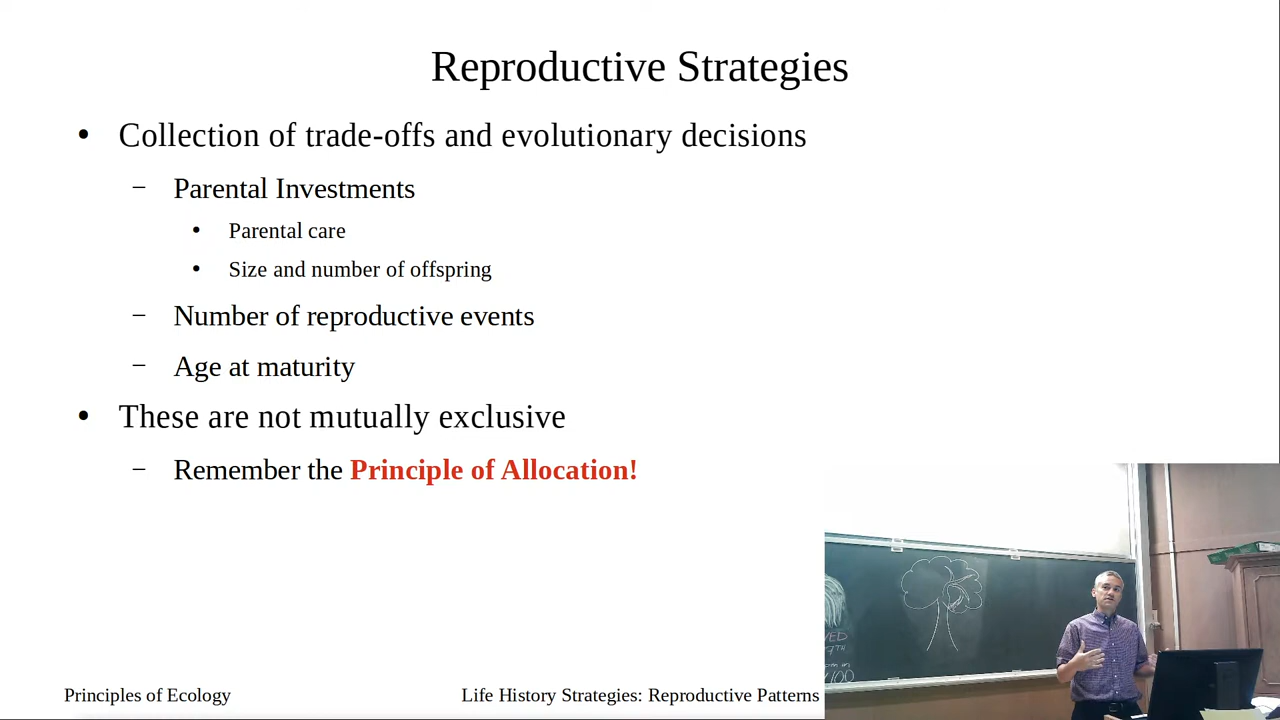 Reproductive Strategies
• Collection of trade-offs and evolutionary decisions
– Parental Investments
• Parental care
• Size and number of offspring
– Number of reproductive events
– Age at maturity
• These are not mutually exclusive
– Remember the Principle of Allocation!
Principles of Ecology
Life History Strategies: Reproductive Patterns